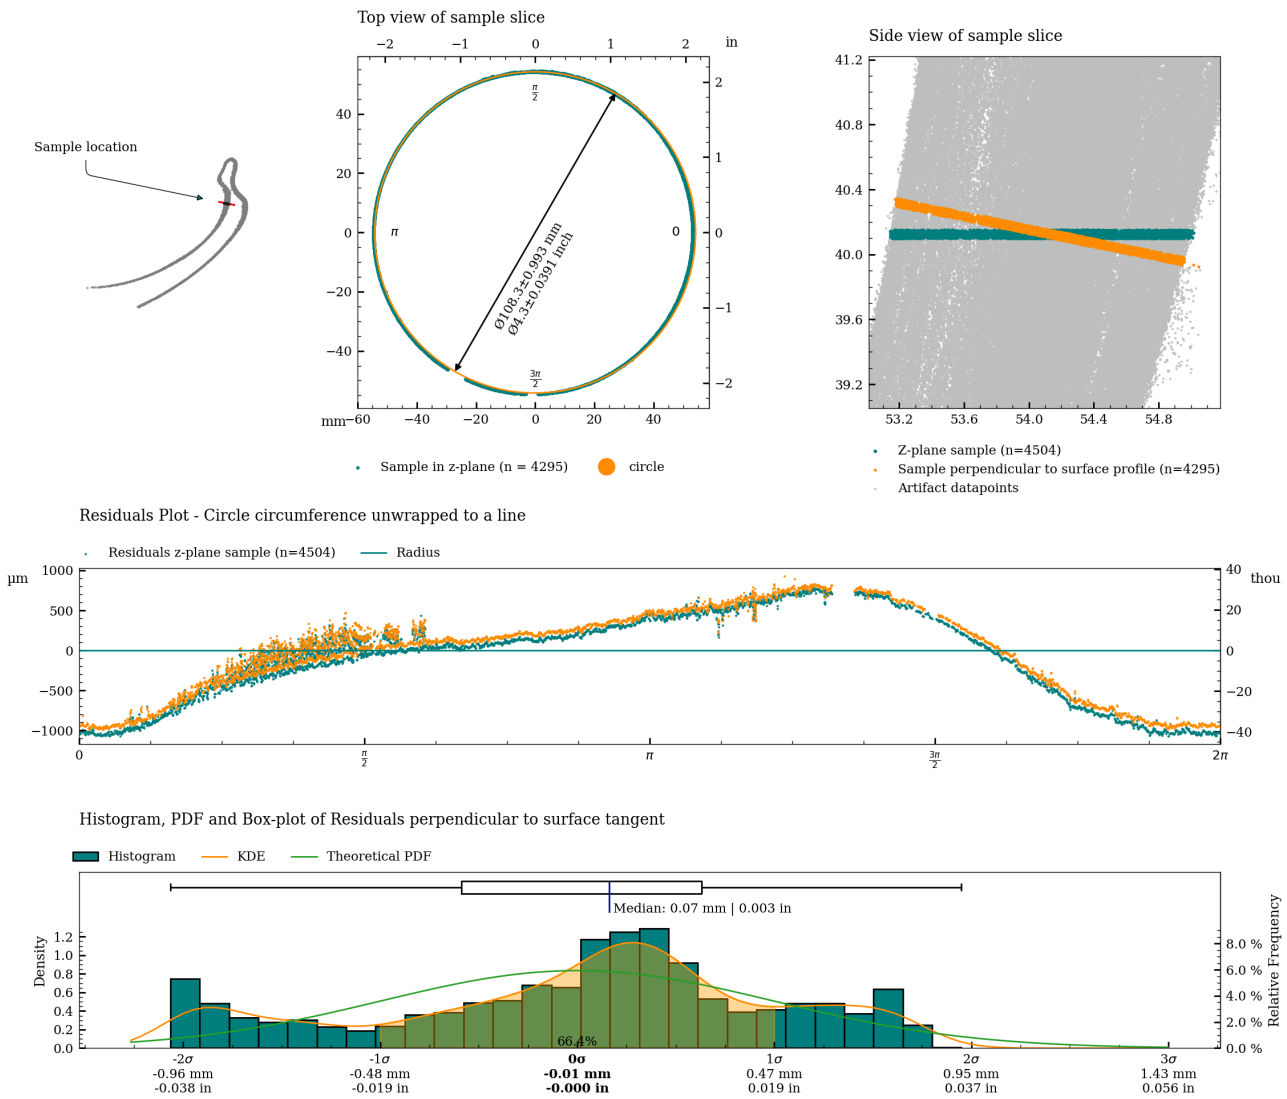 Top view of sample slice
−2 −1 0 1 2 in
Side view of sample slice
Sample location
40
20
0
−20
−40
2
1
0
−1
−2
π/2
π
0
3π/2
Ø108.3±0.993 mm
Ø4.3±0.0391 inch
mm −60 −40 −20 0 20 40
Sample in z-plane (n = 4295) circle
41.2
40.8
40.4
40.0
39.6
39.2
53.2 53.6 54.0 54.4 54.8
Z-plane sample (n=4504)
Sample perpendicular to surface profile (n=4295)
Artifact datapoints
Residuals Plot - Circle circumference unwrapped to a line
Residuals z-plane sample (n=4504) Radius
µm
1000
500
0
−500
−1000
thou
40
20
0
−20
−40
0 π/2 π 3π/2 2π
Histogram, PDF and Box-plot of Residuals perpendicular to surface tangent
Histogram KDE Theoretical PDF
Median: 0.07 mm | 0.003 in
Density
1.2
1.0
0.8
0.6
0.4
0.2
0.0
Relative Frequency
8.0 %
6.0 %
4.0 %
2.0 %
0.0 %
66.4%
-2σ -1σ 0σ 1σ 2σ 3σ
-0.96 mm -0.48 mm -0.01 mm 0.47 mm 0.95 mm 1.43 mm
-0.038 in -0.019 in -0.000 in 0.019 in 0.037 in 0.056 in